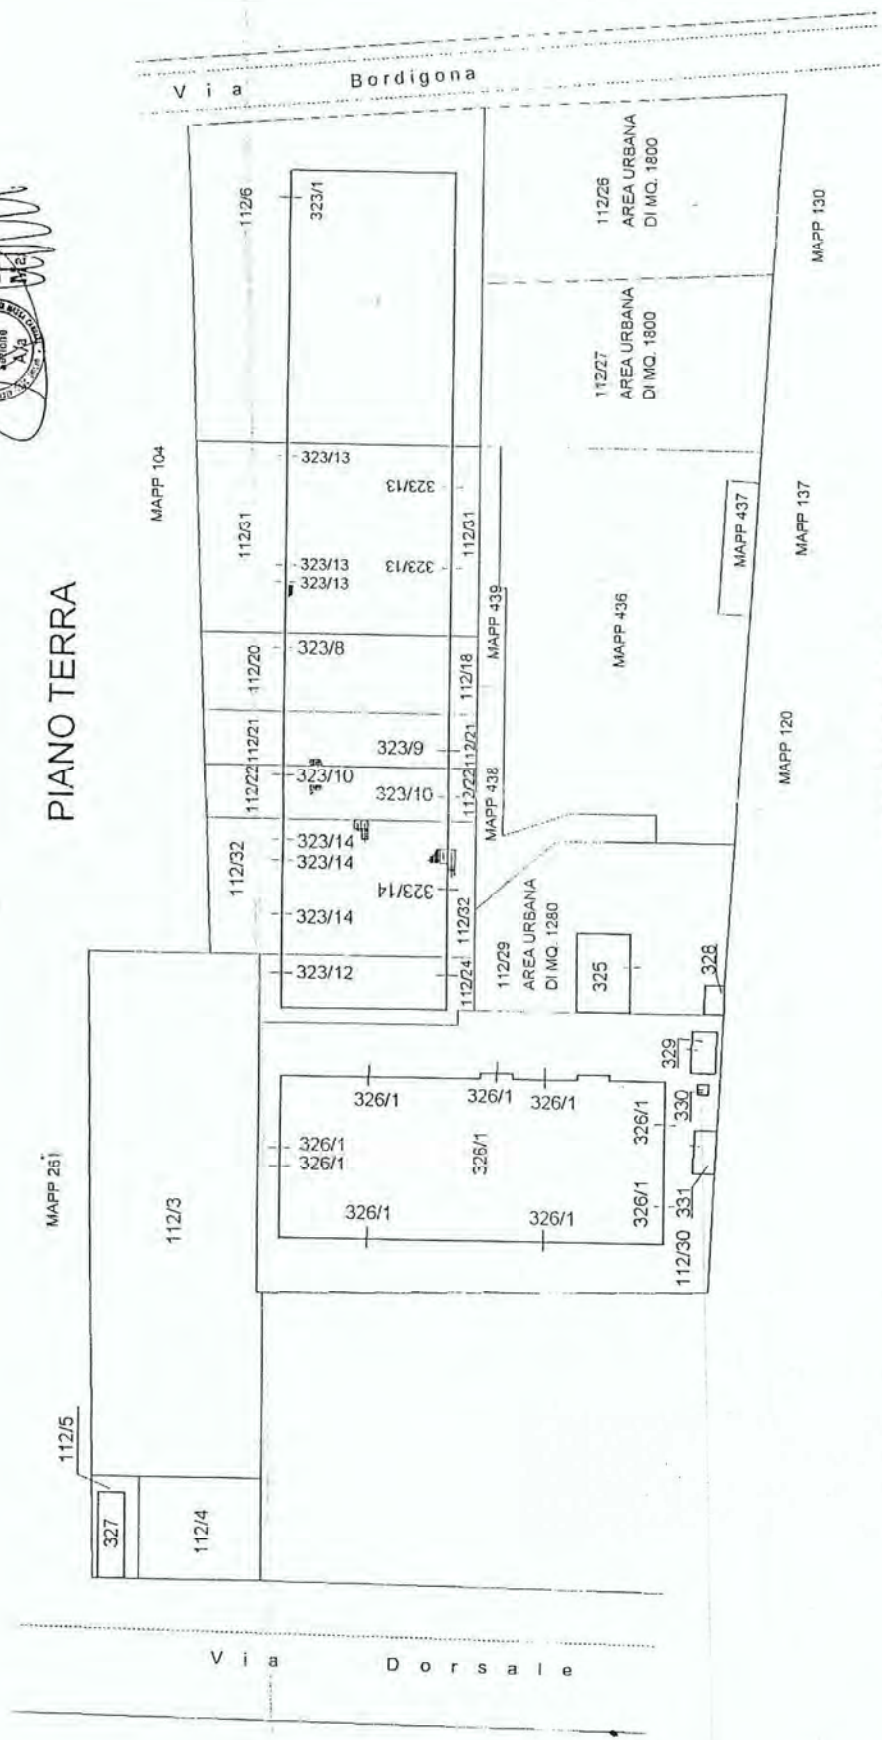 Via Bordigona
PIANO TERRA
MAPP 104
112/6
323/1
112/26
AREA URBANA
DI MQ. 1800
MAPP 130
112/27
AREA URBANA
DI MQ. 1800
112/31
323/13
323/13
323/13
323/13
323/13
112/31
MAPP 439
MAPP 436
MAPP 437
MAPP 137
112/20
323/8
112/18
112/21
323/9
112/21
112/22
323/10
323/10
112/22
MAPP 438
MAPP 120
112/32
323/14
323/14
323/14
323/14
112/32
323/12
112/24
112/29
AREA URBANA
DI MQ. 1280
325
328
329
330
331
112/30
326/1
326/1
326/1
326/1
326/1
326/1
326/1
326/1
326/1
326/1
MAPP 261
112/3
112/5
327
112/4
Via Dorsale